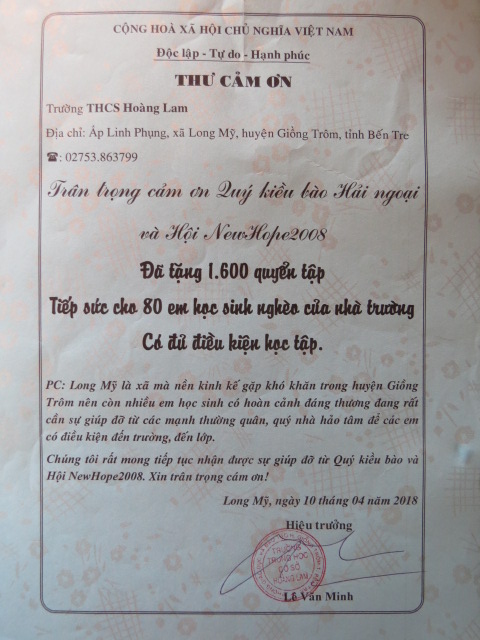 CỘNG HOÀ XÃ HỘI CHỦ NGHĨA VIỆT NAM
Độc lập - Tự do - Hạnh phúc
THƯ CẢM ƠN
Trường THCS Hoàng Lam
Địa chỉ: Ấp Linh Phụng, xã Long Mỹ, huyện Giồng Trôm, tỉnh Bến Tre
☎: 02753.863799
Trân trọng cảm ơn Quý kiều bào Hải ngoại
và Hội NewHope2008
Đã tặng 1.600 quyển tập
Tiếp sức cho 80 em học sinh nghèo của nhà trường
Có đủ điều kiện học tập.
PC: Long Mỹ là xã mà nền kinh kế gặp khó khăn trong huyện Giồng
Trôm nên còn nhiều em học sinh có hoàn cảnh đáng thương đang rất
cần sự giúp đỡ từ các mạnh thường quân, quý nhà hảo tâm để các em
có điều kiện đến trường, đến lớp.
Chúng tôi rất mong tiếp tục nhận được sự giúp đỡ từ Quý kiều bào và
Hội NewHope2008. Xin trân trọng cám ơn!
Long Mỹ, ngày 10 tháng 04 năm 2018
Hiệu trưởng
TRƯỜNG
TRUNG HỌC
CƠ SỞ
HOÀNG LAM
Lê Văn Minh